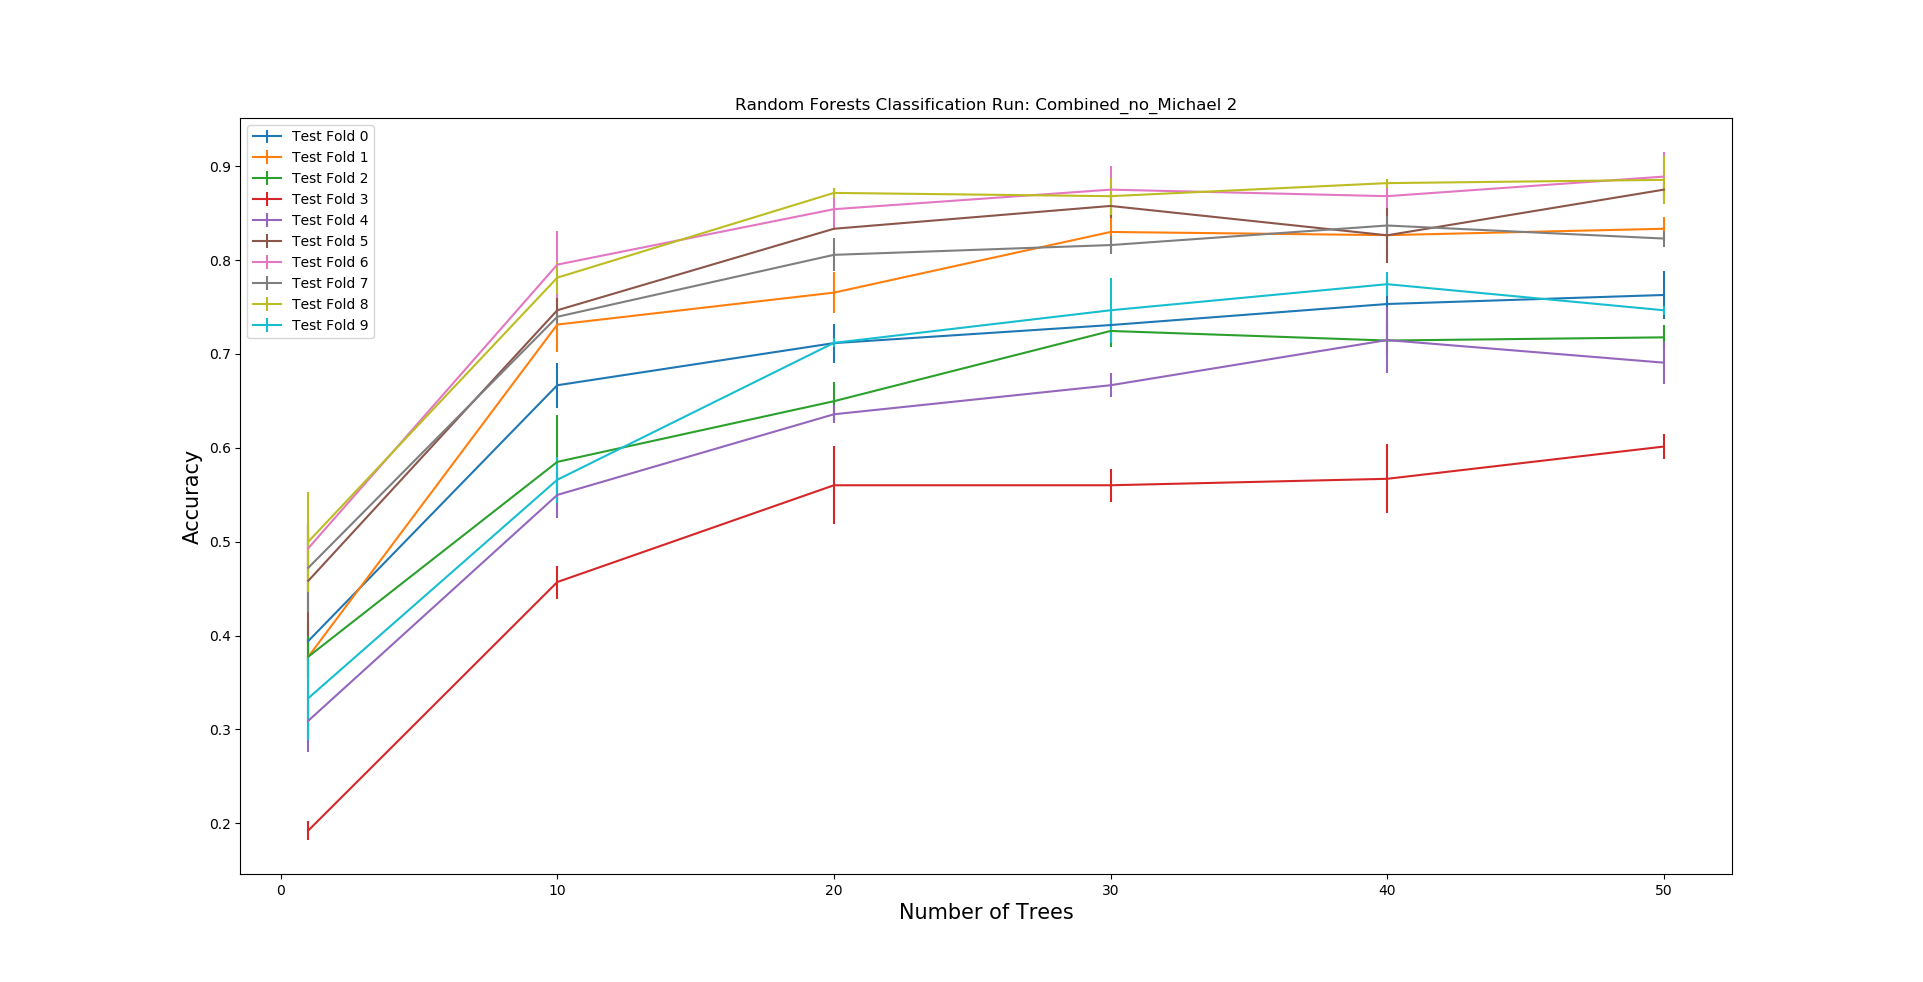 Random Forests Classification Run: Combined_no_Michael 2
Test Fold 0
Test Fold 1
Test Fold 2
Test Fold 3
Test Fold 4
Test Fold 5
Test Fold 6
Test Fold 7
Test Fold 8
Test Fold 9
0.9
0.8
0.7
0.6
0.5
0.4
0.3
0.2
Accuracy
0 10 20 30 40 50
Number of Trees